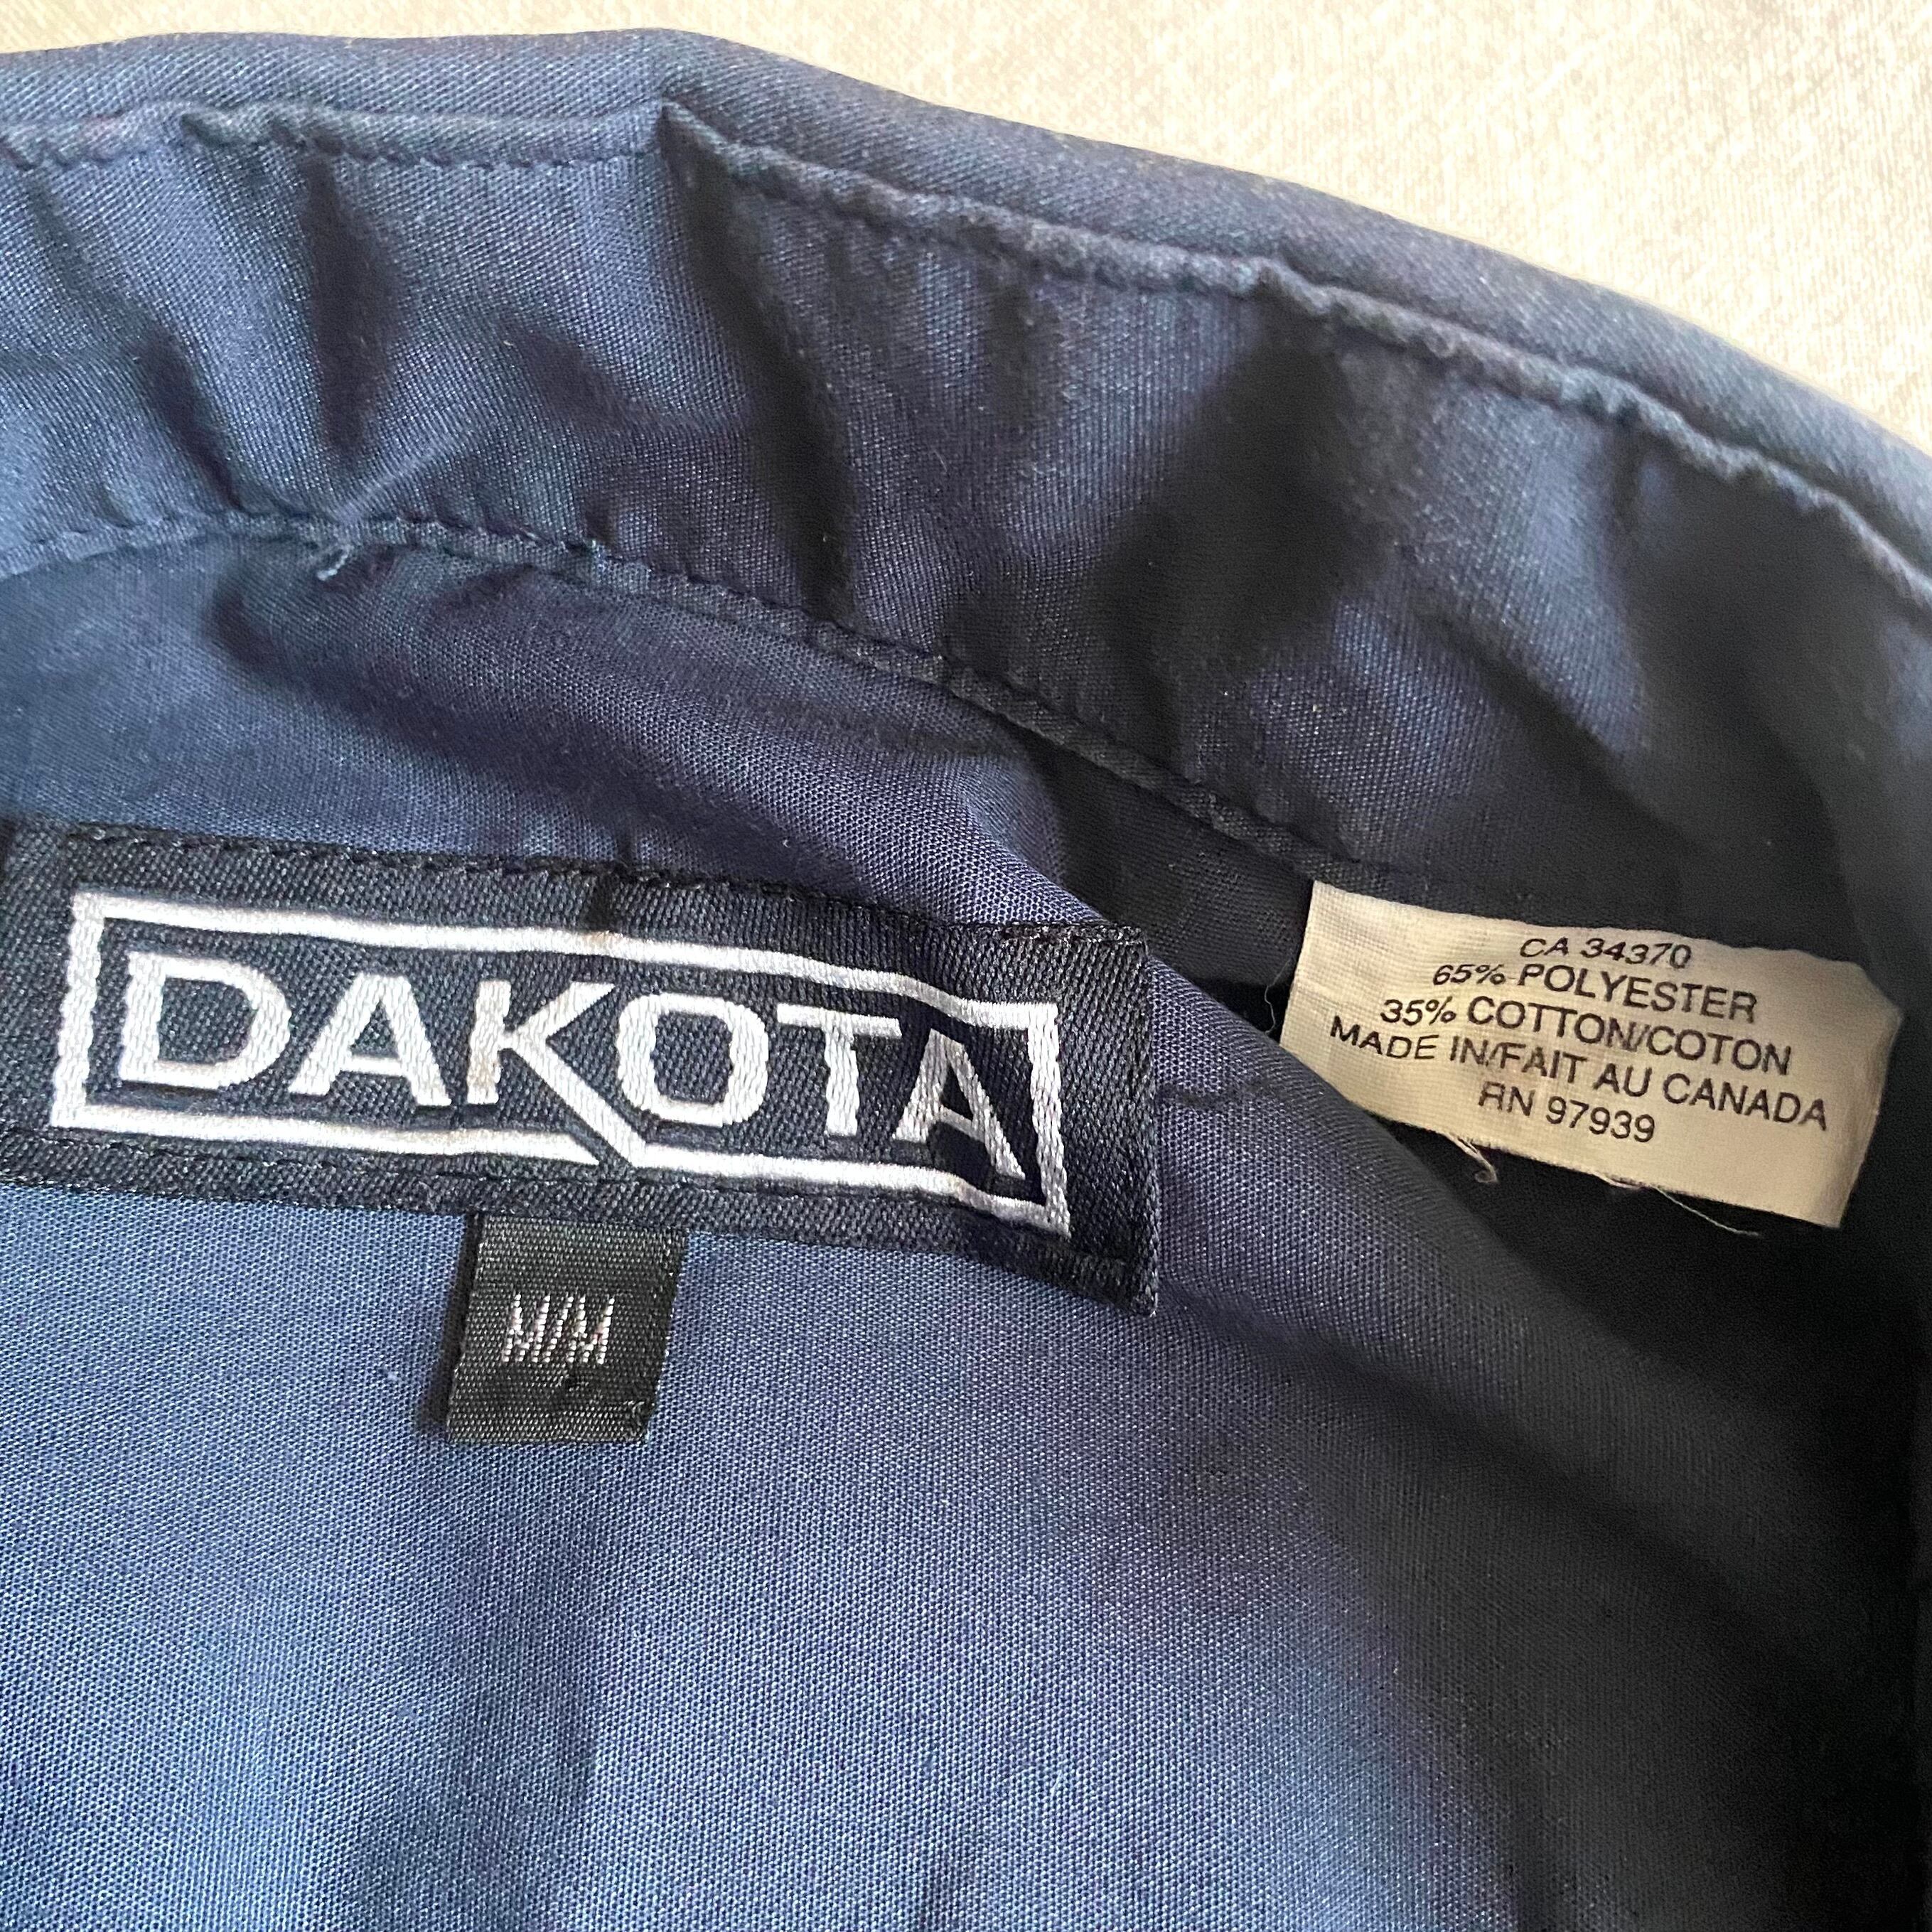 DAKOTA
M/M
CA 34370
65% POLYESTER
35% COTTON/COTON
MADE IN/FAIT AU CANADA
RN 97939